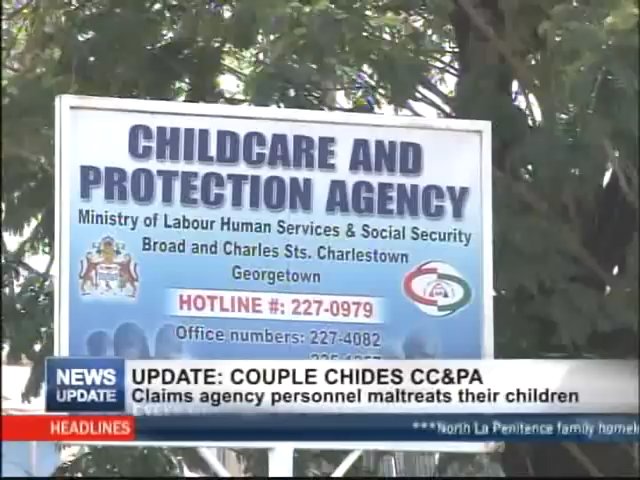 CHILDCARE AND
PROTECTION AGENCY
Ministry of Labour Human Services & Social Security
Broad and Charles Sts. Charlestown
Georgetown
HOTLINE #: 227-0979
Office numbers: 227-4082
NEWS
UPDATE
UPDATE: COUPLE CHIDES CC&PA
Claims agency personnel maltreats their children
HEADLINES
***North La Penitence family